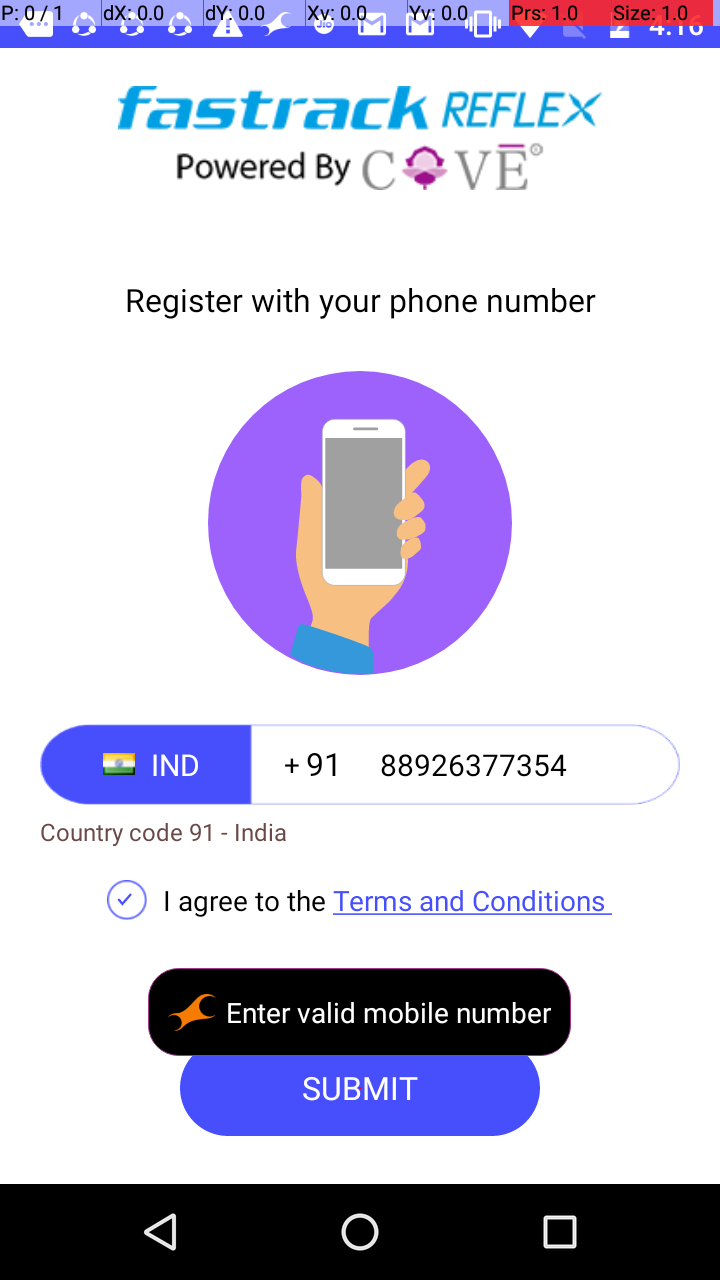 P: 0 / 1 dX: 0.0 dY: 0.0 Xv: 0.0 Yv: 0.0 Prs: 1.0 Size: 1.0
4:16
fastrack REFLEX
Powered By COVE®
Register with your phone number
IND + 91 88926377354
Country code 91 - India
I agree to the Terms and Conditions
Enter valid mobile number
SUBMIT